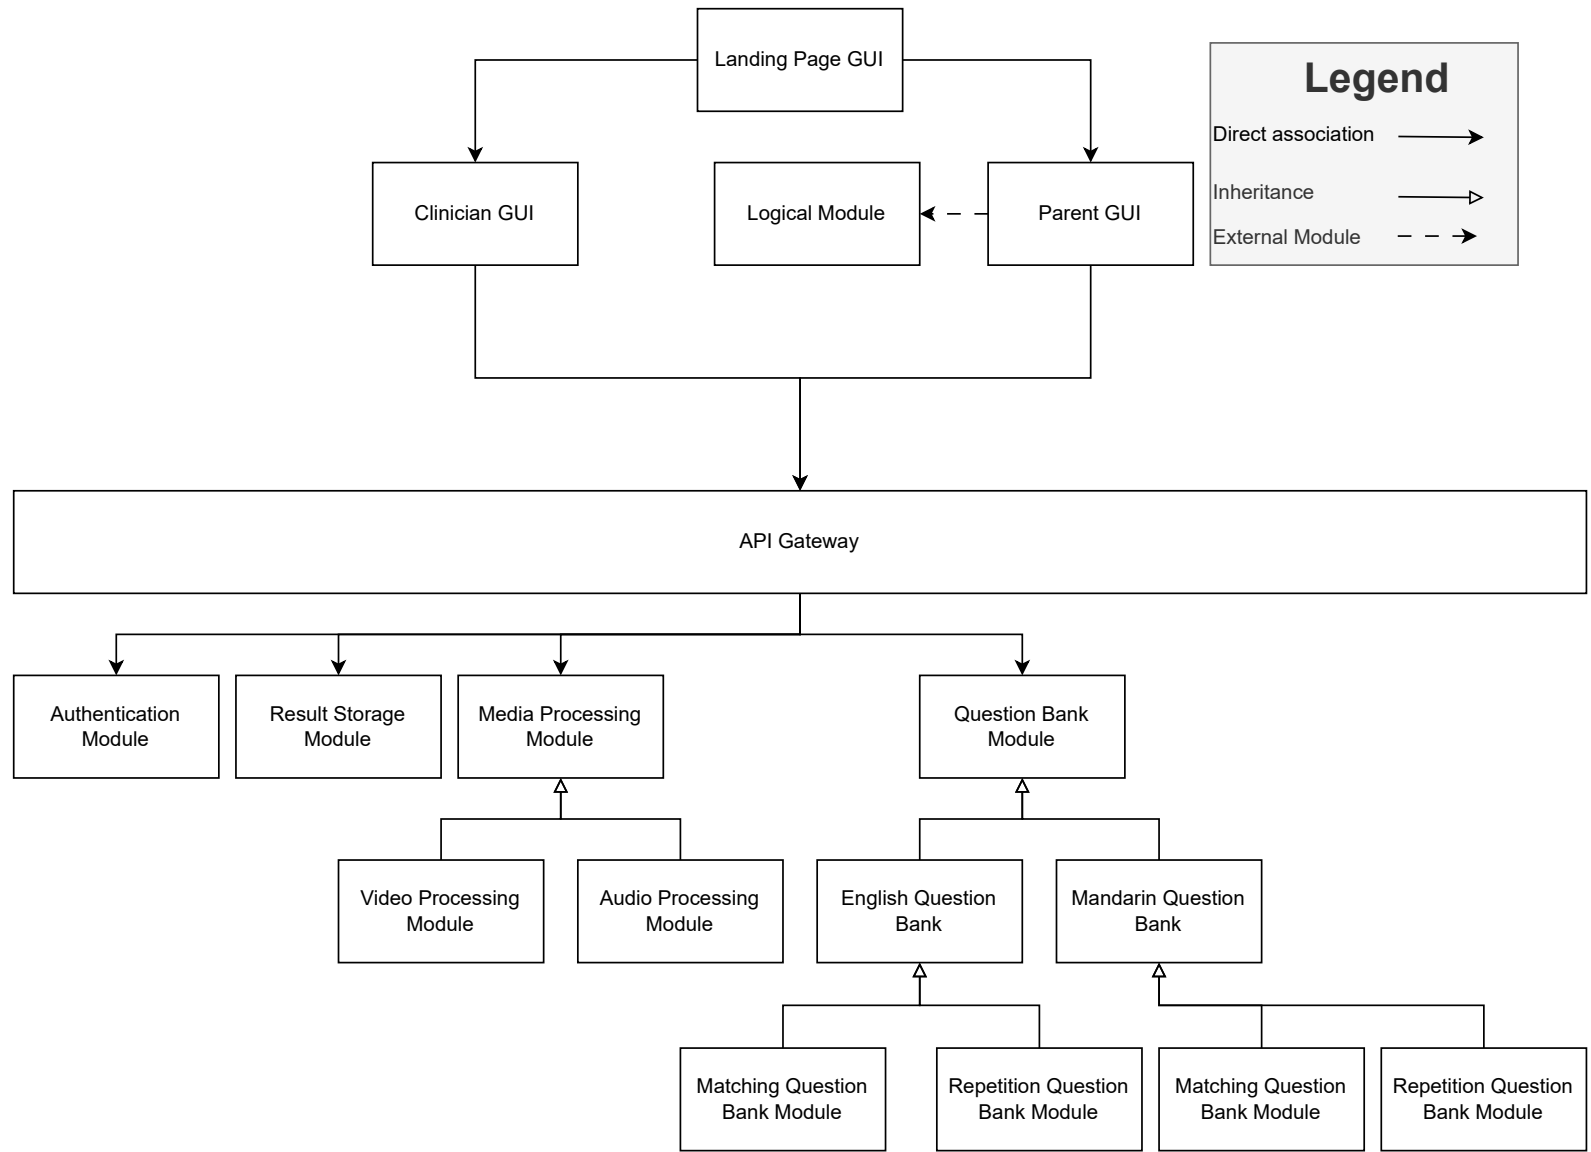 Landing Page GUI
Legend
Direct association
Inheritance
External Module
Clinician GUI
Logical Module
Parent GUI
API Gateway
Authentication
Module
Result Storage
Module
Media Processing
Module
Question Bank
Module
Video Processing
Module
Audio Processing
Module
English Question
Bank
Mandarin Question
Bank
Matching Question
Bank Module
Repetition Question
Bank Module
Matching Question
Bank Module
Repetition Question
Bank Module